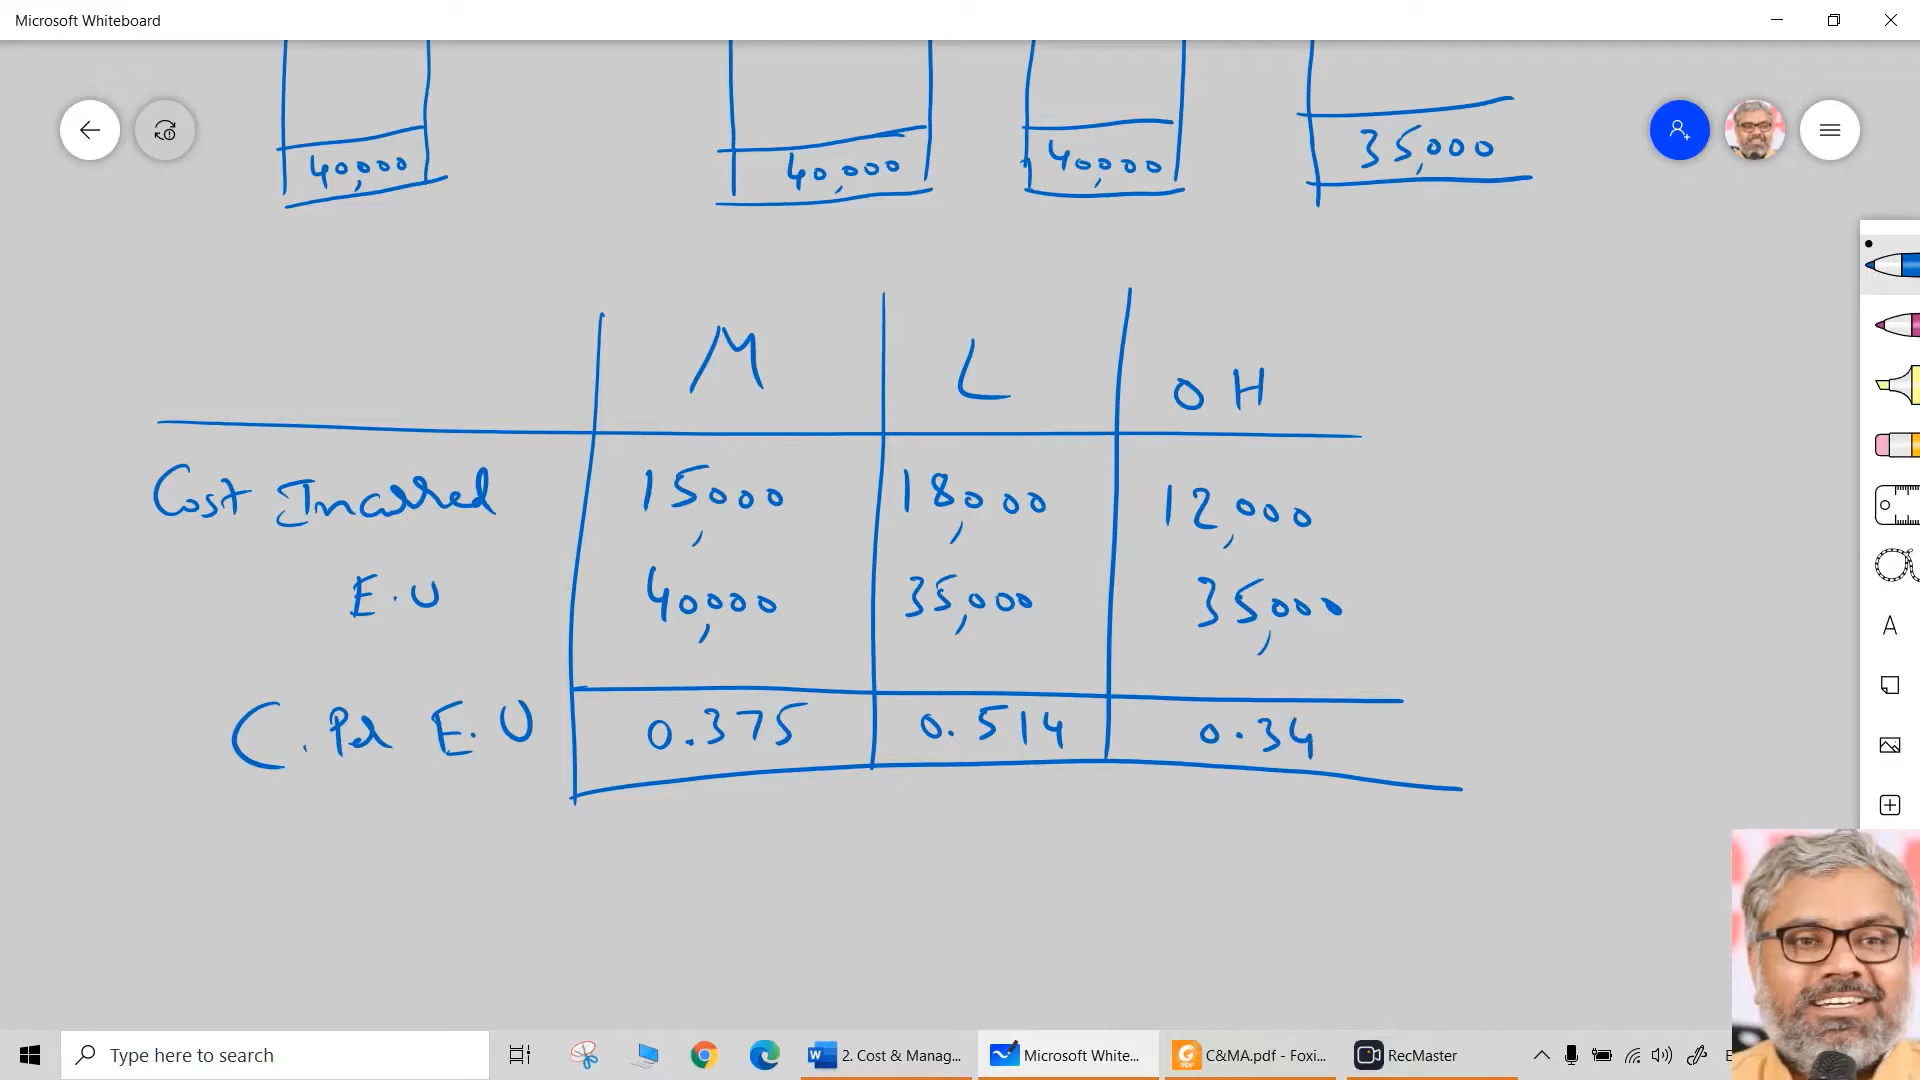 Microsoft Whiteboard
40,000 40,000 40,000 35,000
M L OH
Cost Incurred 15,000 18,000 12,000
E.U 40,000 35,000 35,000
C. Per E.U 0.375 0.514 0.34
A
Type here to search
2. Cost & Manag... Microsoft White... C&MA.pdf - Foxi... RecMaster